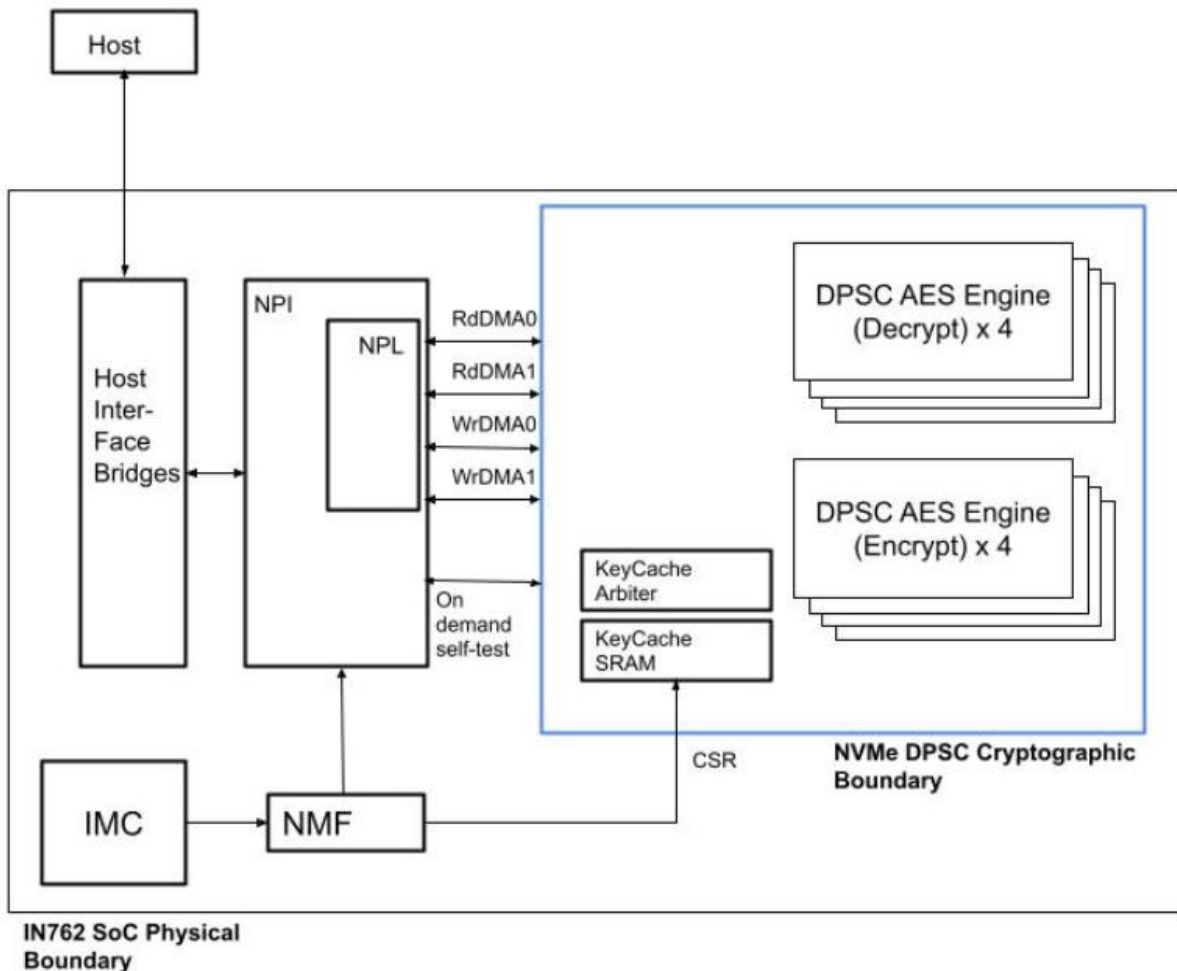 Host
NPI
RdDMA0
NPL
RdDMA1
WrDMA0
WrDMA1
Host
Inter-
Face
Bridges
On
demand
self-test
DPSC AES Engine
(Decrypt) x 4
DPSC AES Engine
(Encrypt) x 4
KeyCache
Arbiter
KeyCache
SRAM
NVMe DPSC Cryptographic
Boundary
CSR
IMC
NMF
IN762 SoC Physical
Boundary